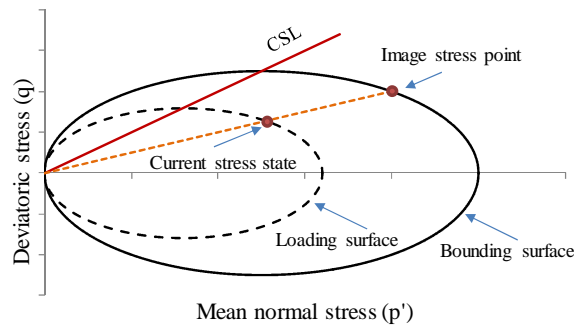 CSL
Image stress point
Current stress state
Loading surface
Bounding surface
Deviatoric stress (q)
Mean normal stress (p')